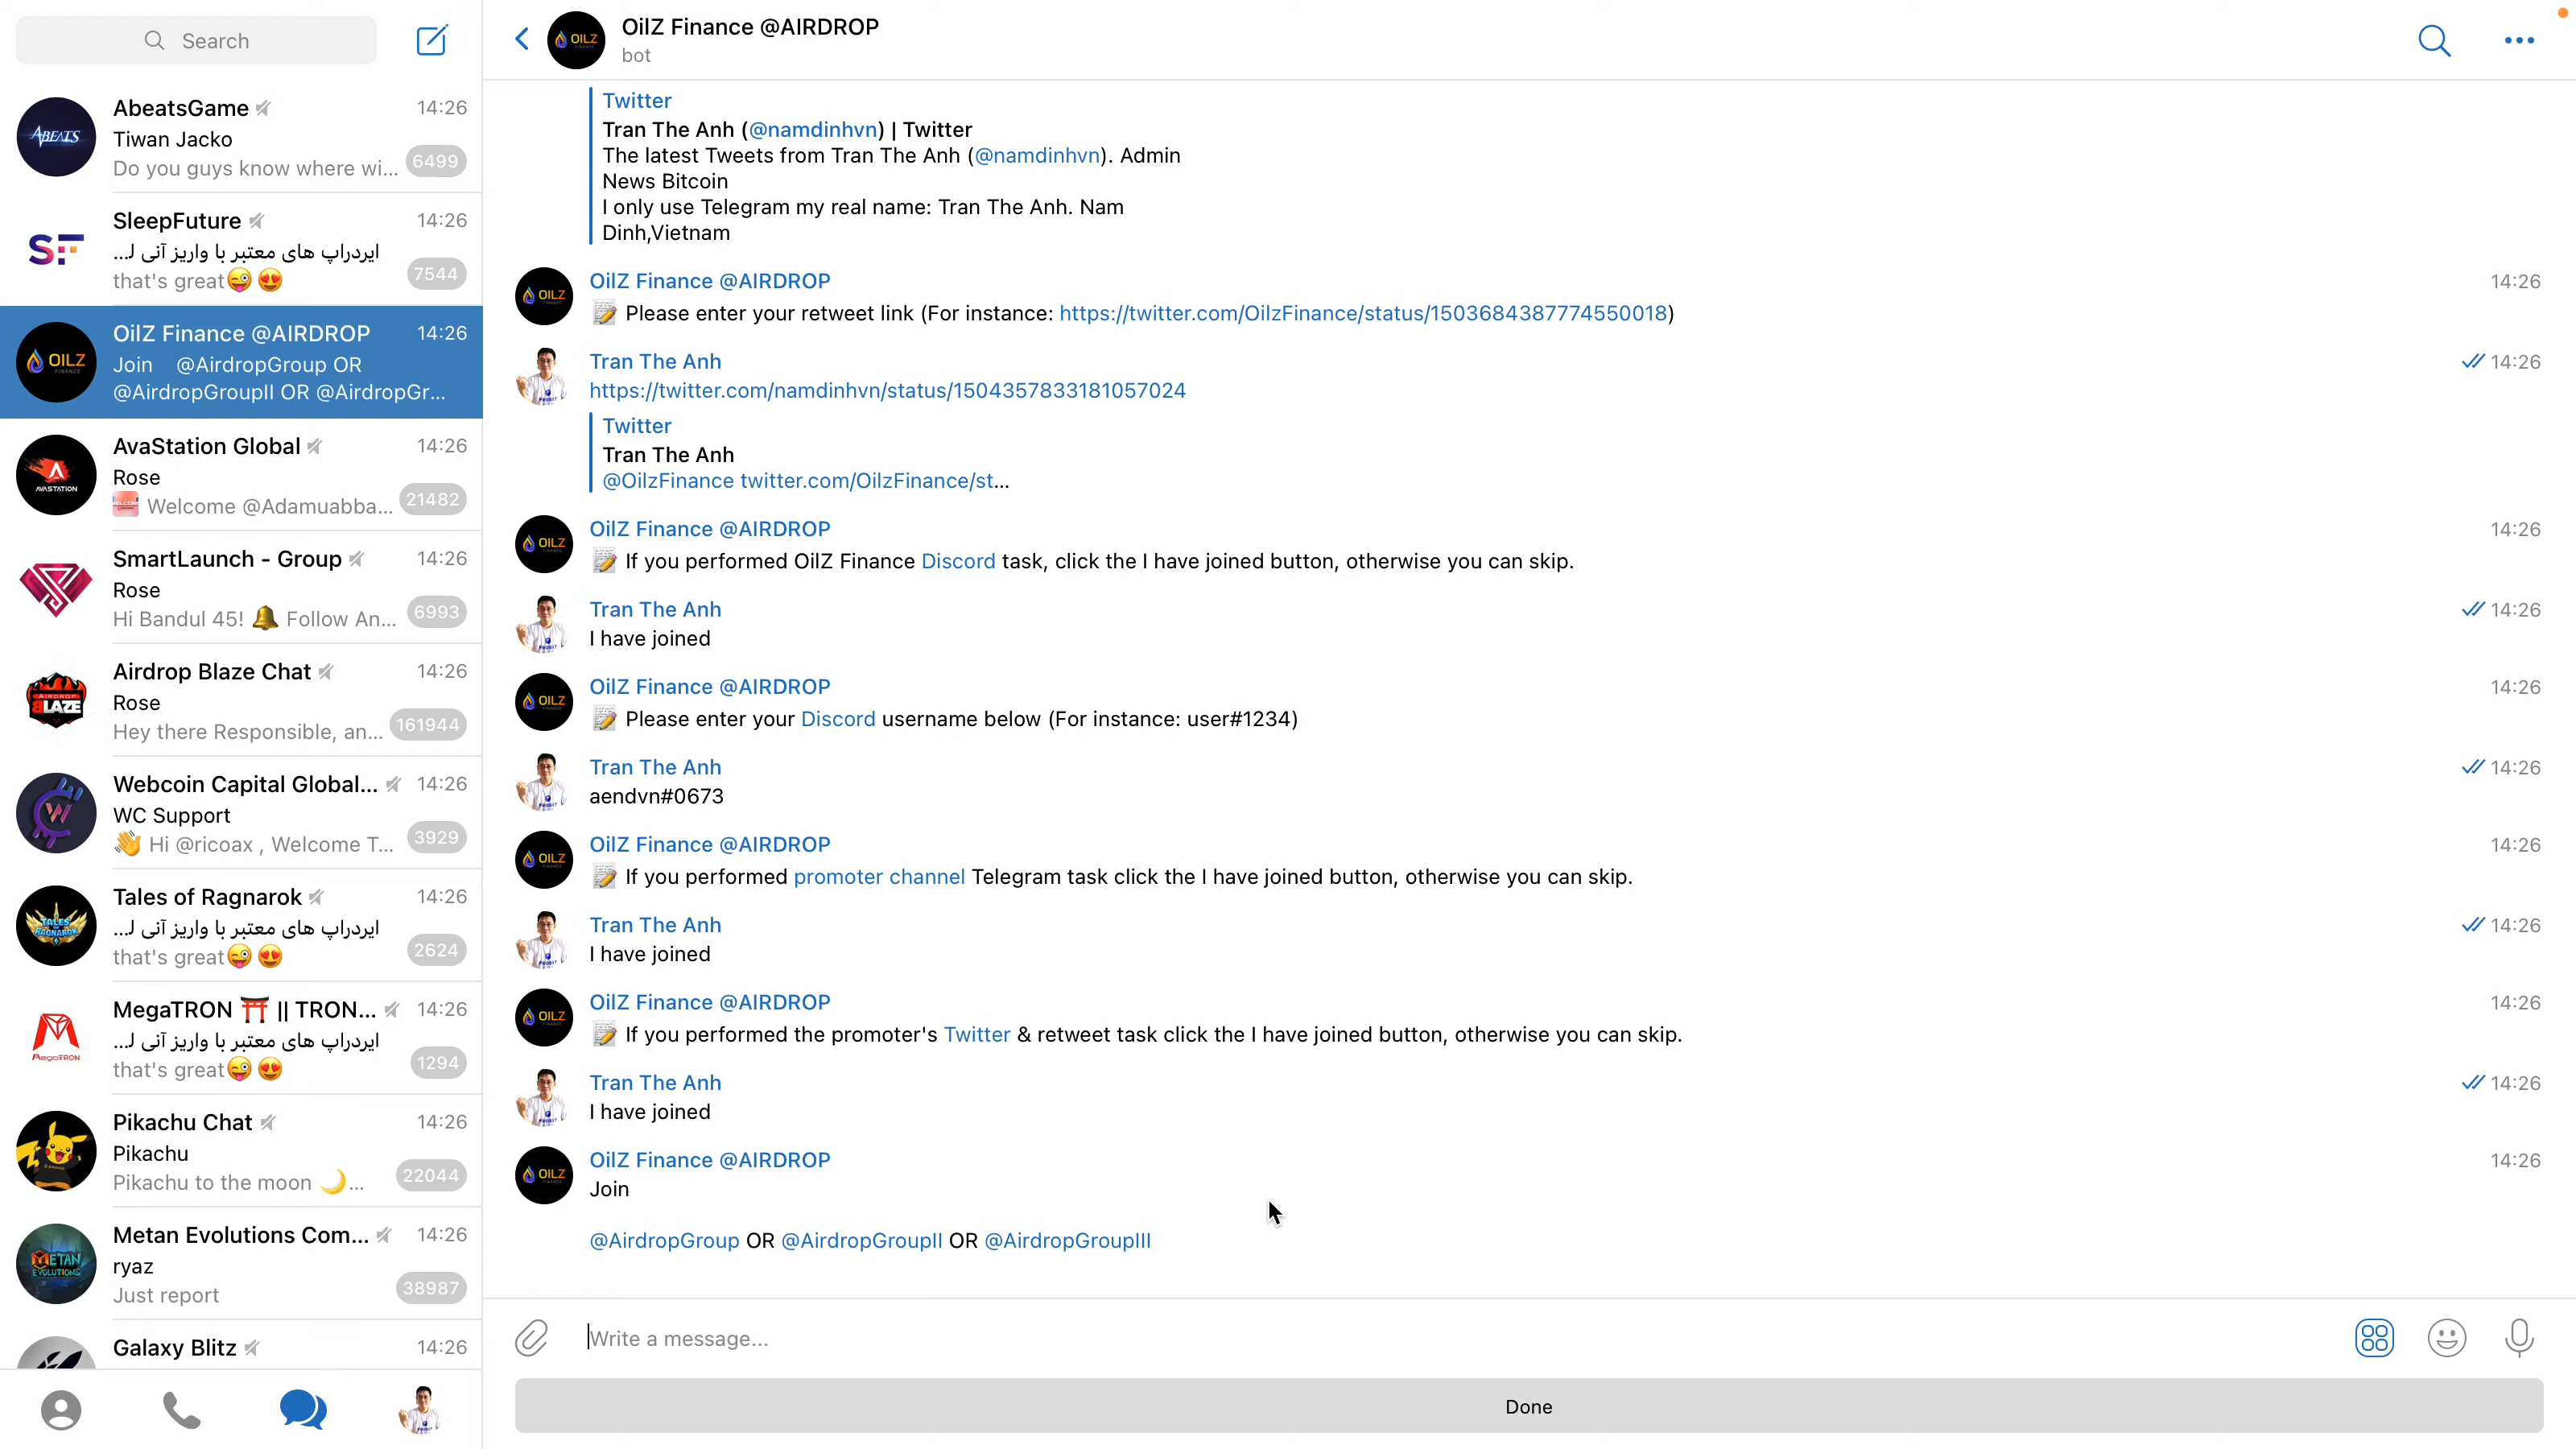 Search
AbeatsGame 14:26
Tiwan Jacko
Do you guys know where wi... 6499
SleepFuture 14:26
ایردراپ های معتبر با واریز آنی ل...
that's great😜😍 7544
OilZ Finance @AIRDROP 14:26
Join @AirdropGroup OR
@AirdropGroupII OR @AirdropGr...
AvaStation Global 14:26
Rose
Welcome @Adamuabba... 21482
SmartLaunch - Group 14:26
Rose
Hi Bandul 45! 🔔 Follow An... 6993
Airdrop Blaze Chat 14:26
Rose
Hey there Responsible, an... 161944
Webcoin Capital Global... 14:26
WC Support
👋 Hi @ricoax , Welcome T... 3929
Tales of Ragnarok 14:26
ایردراپ های معتبر با واریز آنی ل...
that's great😜😍 2624
MegaTRON ⛩️ || TRON... 14:26
ایردراپ های معتبر با واریز آنی ل...
that's great😜😍 1294
Pikachu Chat 14:26
Pikachu
Pikachu to the moon 🌙... 22044
Metan Evolutions Com... 14:26
ryaz
Just report 38987
Galaxy Blitz 14:26
OilZ Finance @AIRDROP
bot
Twitter
Tran The Anh (@namdinhvn) | Twitter
The latest Tweets from Tran The Anh (@namdinhvn). Admin
News Bitcoin
I only use Telegram my real name: Tran The Anh. Nam
Dinh,Vietnam
OilZ Finance @AIRDROP 14:26
📝 Please enter your retweet link (For instance: https://twitter.com/OilzFinance/status/1503684387774550018)
Tran The Anh 14:26
https://twitter.com/namdinhvn/status/1504357833181057024
Twitter
Tran The Anh
@OilzFinance twitter.com/OilzFinance/st...
OilZ Finance @AIRDROP 14:26
📝 If you performed OilZ Finance Discord task, click the I have joined button, otherwise you can skip.
Tran The Anh 14:26
I have joined
OilZ Finance @AIRDROP 14:26
📝 Please enter your Discord username below (For instance: user#1234)
Tran The Anh 14:26
aendvn#0673
OilZ Finance @AIRDROP 14:26
📝 If you performed promoter channel Telegram task click the I have joined button, otherwise you can skip.
Tran The Anh 14:26
I have joined
OilZ Finance @AIRDROP 14:26
📝 If you performed the promoter's Twitter & retweet task click the I have joined button, otherwise you can skip.
Tran The Anh 14:26
I have joined
OilZ Finance @AIRDROP 14:26
Join
@AirdropGroup OR @AirdropGroupII OR @AirdropGroupIII
Write a message...
Done